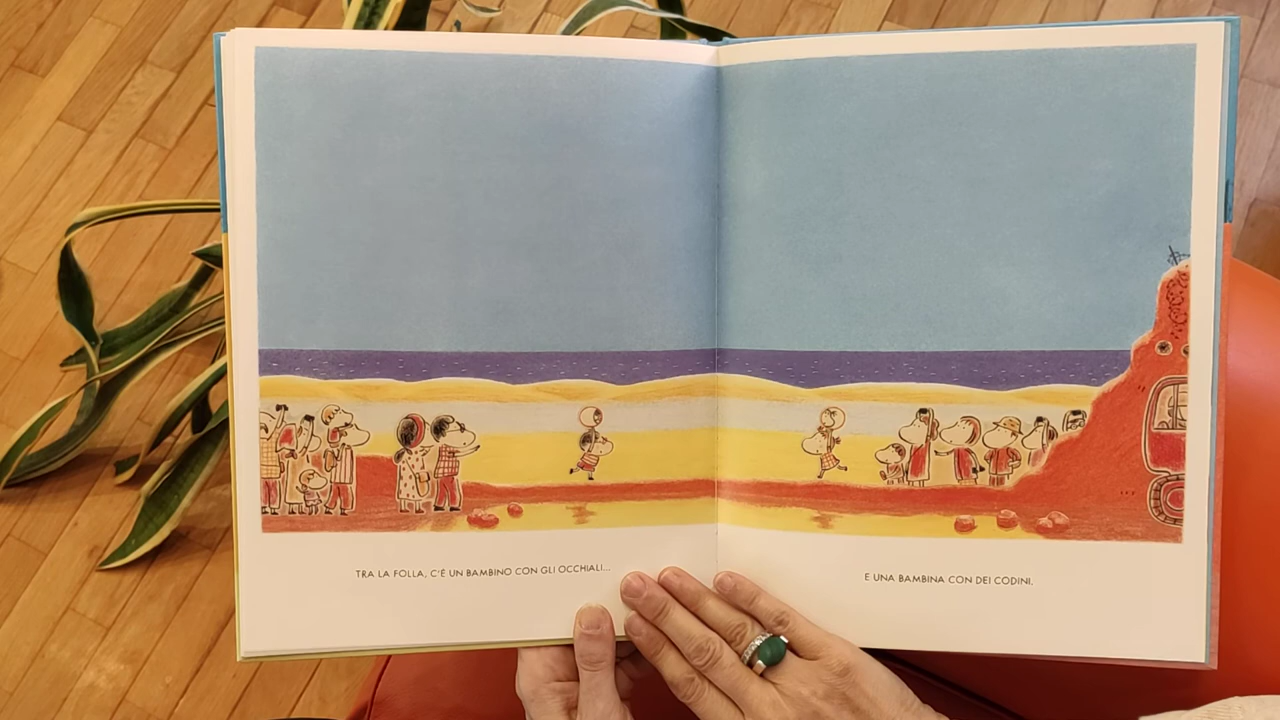 TRA LA FOLLA, C'È UN BAMBINO CON GLI OCCHIALI...
E UNA BAMBINA CON DEI CODINI.